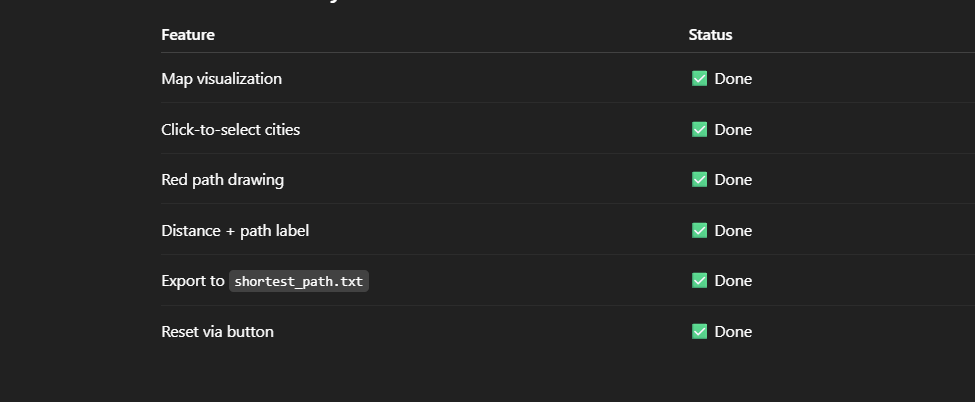 Feature Status
Map visualization ✅ Done
Click-to-select cities ✅ Done
Red path drawing ✅ Done
Distance + path label ✅ Done
Export to shortest_path.txt ✅ Done
Reset via button ✅ Done